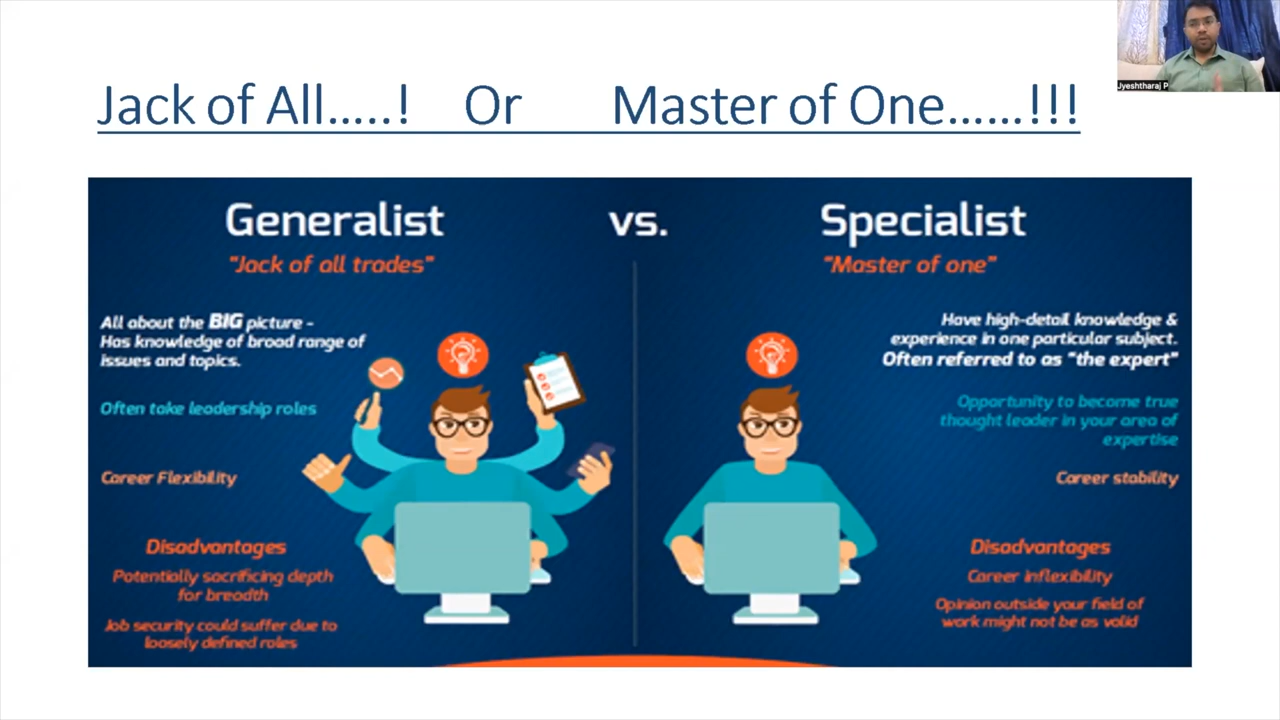 Jack of All.....! Or Master of One......!!!
Jyeshtharaj P
Generalist vs. Specialist
"Jack of all trades"
All about the BIG picture -
Has knowledge of broad range of
issues and topics.
Often take leadership roles
Career Flexibility
Disadvantages
Potentially sacrificing depth
for breadth
Job security could suffer due to
loosely defined roles
"Master of one"
Have high-detail knowledge &
experience in one particular subject.
Often referred to as "the expert"
Opportunity to become true
thought leader in your area of
expertise
Career stability
Disadvantages
Career inflexibility
Opinion outside your field of
work might not be as valid